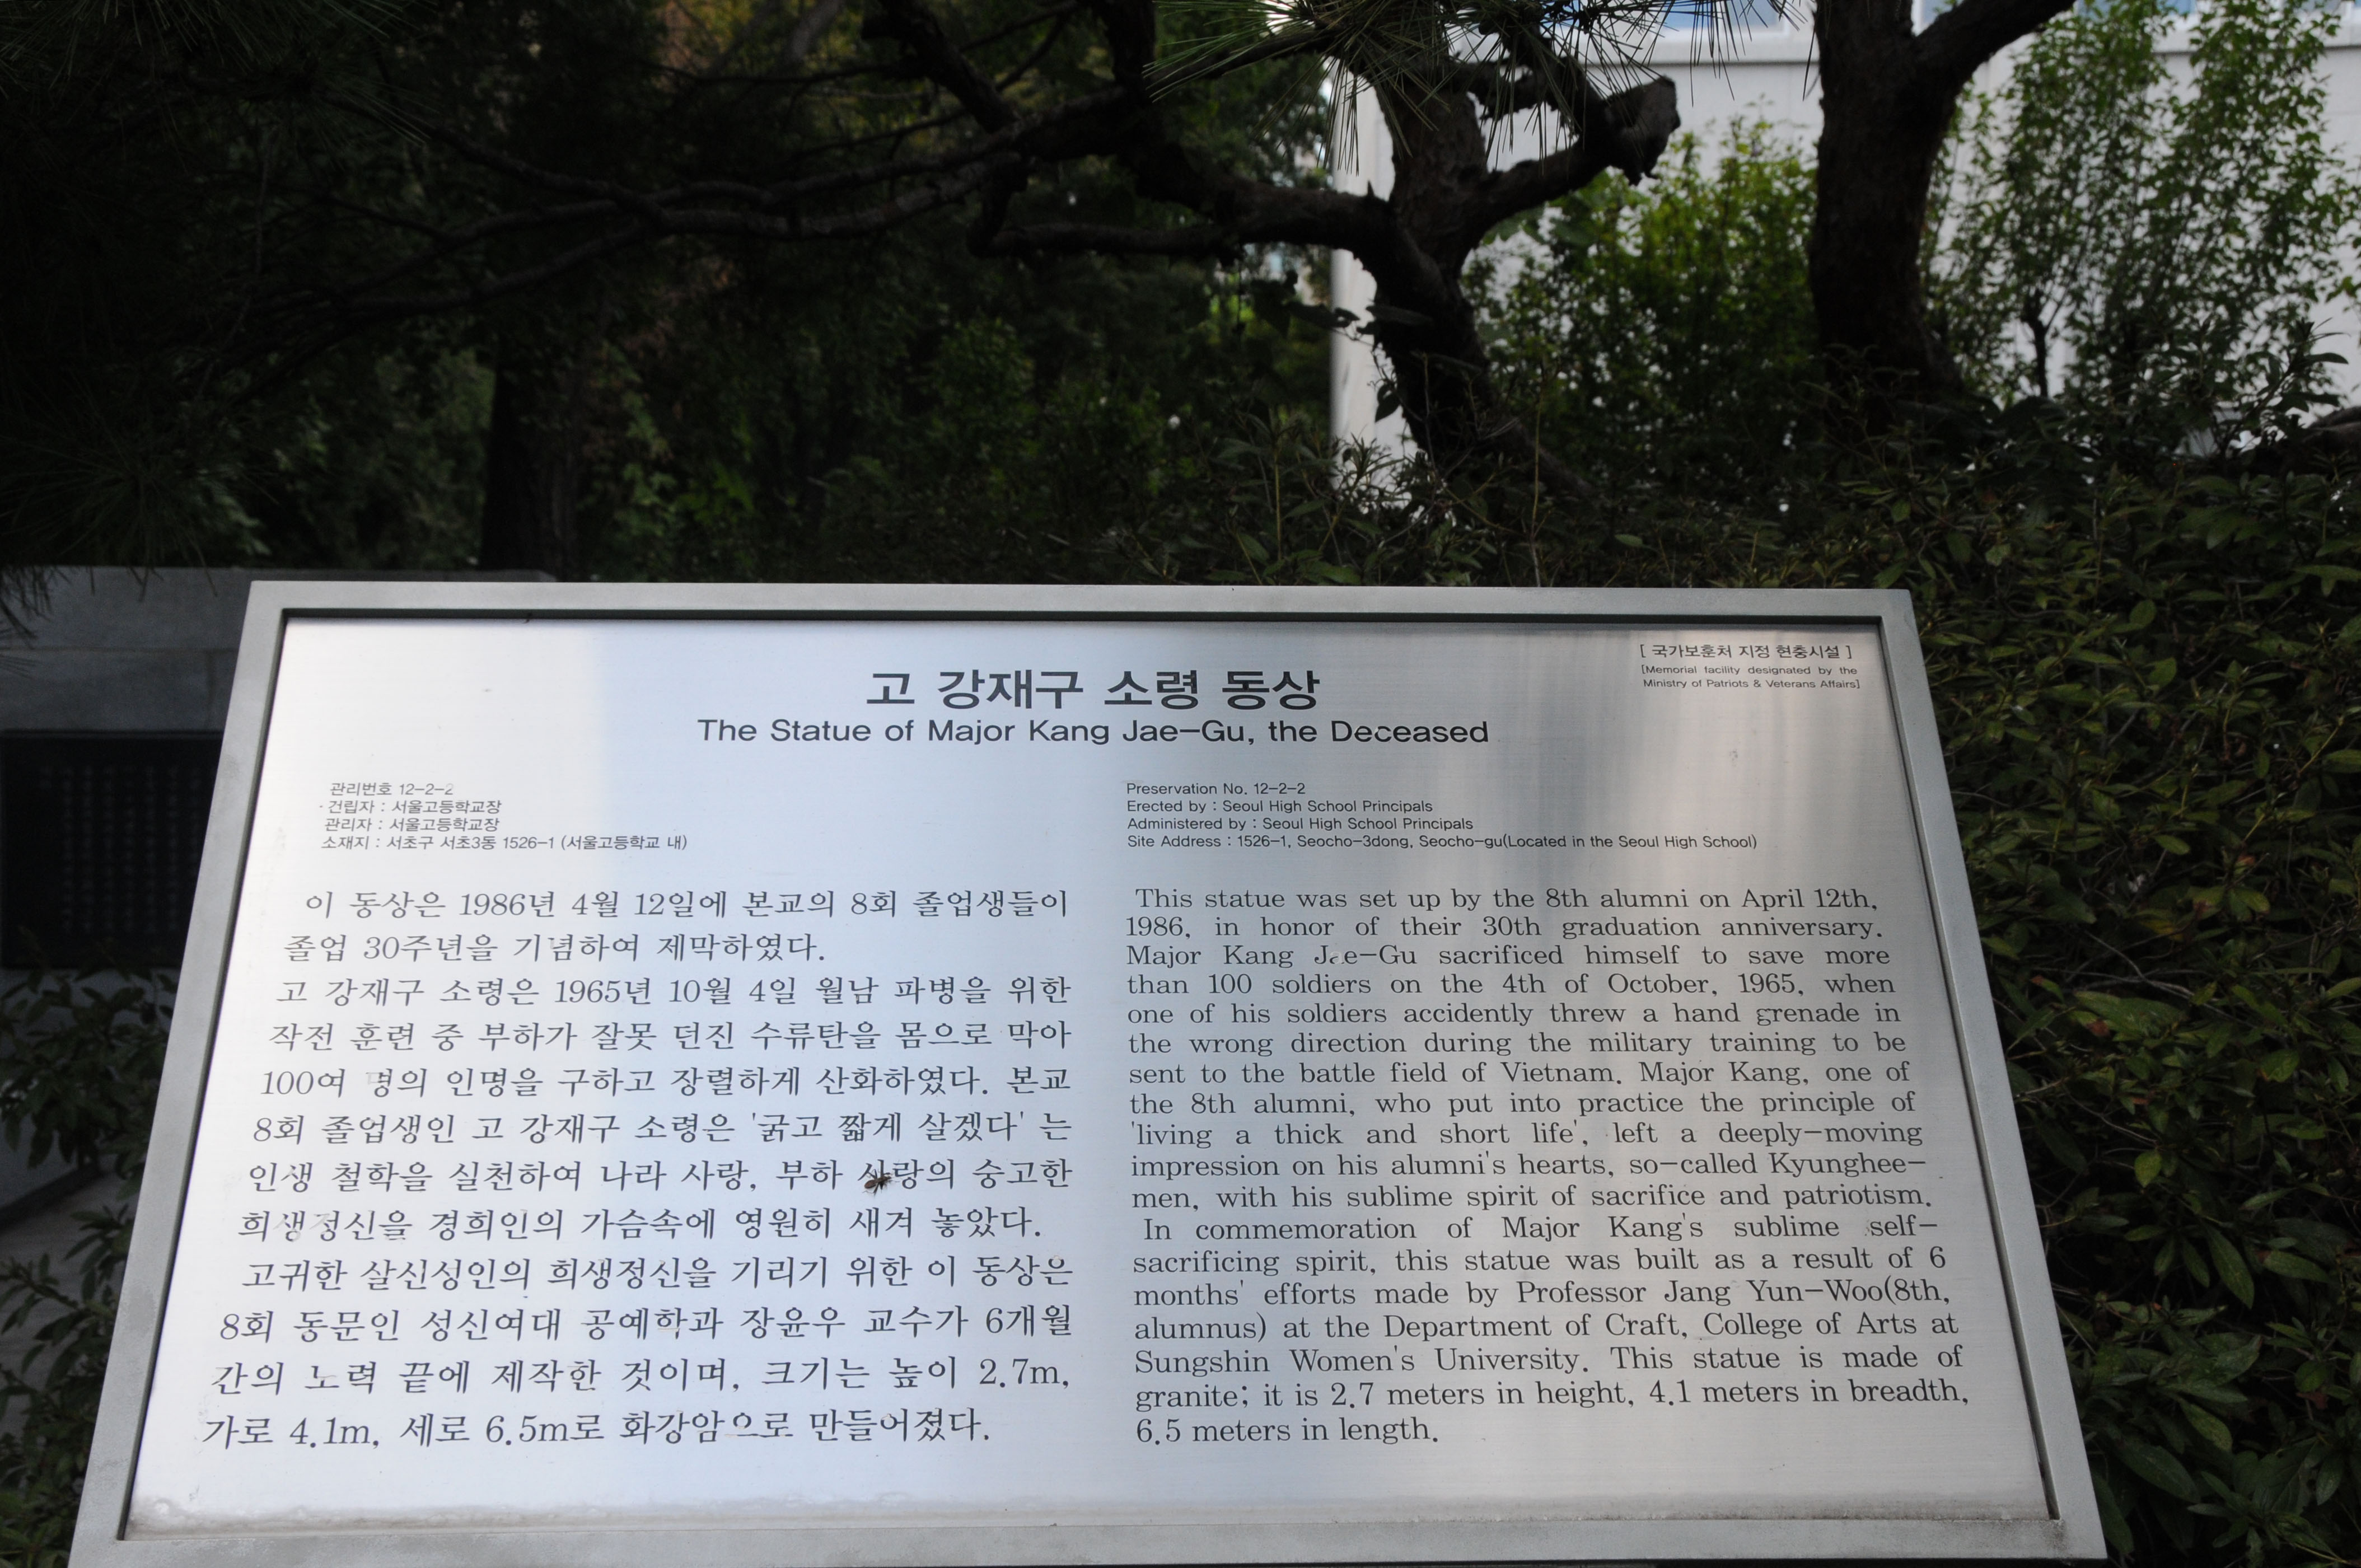 [ 국가보훈처 지정 현충시설 ]
[Memorial facility designated by the
Ministry of Patriots & Veterans Affairs]
고 강재구 소령 동상
The Statue of Major Kang Jae-Gu, the Deceased
관리번호 12-2-2
건립자 : 서울고등학교장
관리자 : 서울고등학교장
소재지 : 서초구 서초3동 1526-1 (서울고등학교 내)
이 동상은 1986년 4월 12일에 본교의 8회 졸업생들이
졸업 30주년을 기념하여 제막하였다.
고 강재구 소령은 1965년 10월 4일 월남 파병을 위한
작전 훈련 중 부하가 잘못 던진 수류탄을 몸으로 막아
100여 명의 인명을 구하고 장렬하게 산화하였다. 본교
8회 졸업생인 고 강재구 소령은 '굵고 짧게 살겠다' 는
인생 철학을 실천하여 나라 사랑, 부하 사랑의 숭고한
희생정신을 경희인의 가슴속에 영원히 새겨 놓았다.
고귀한 살신성인의 희생정신을 기리기 위한 이 동상은
8회 동문인 성신여대 공예학과 장윤우 교수가 6개월
간의 노력 끝에 제작한 것이며, 크기는 높이 2.7m,
가로 4.1m, 세로 6.5m로 화강암으로 만들어졌다.
Preservation No. 12-2-2
Erected by : Seoul High School Principals
Administered by : Seoul High School Principals
Site Address : 1526-1, Seocho-3dong, Seocho-gu(Located in the Seoul High School)
This statue was set up by the 8th alumni on April 12th,
1986, in honor of their 30th graduation anniversary.
Major Kang Jae-Gu sacrificed himself to save more
than 100 soldiers on the 4th of October, 1965, when
one of his soldiers accidently threw a hand grenade in
the wrong direction during the military training to be
sent to the battle field of Vietnam. Major Kang, one of
the 8th alumni, who put into practice the principle of
'living a thick and short life', left a deeply-moving
impression on his alumni's hearts, so-called Kyunghee-
men, with his sublime spirit of sacrifice and patriotism.
In commemoration of Major Kang's sublime self-
sacrificing spirit, this statue was built as a result of 6
months' efforts made by Professor Jang Yun-Woo(8th,
alumnus) at the Department of Craft, College of Arts at
Sungshin Women's University. This statue is made of
granite; it is 2.7 meters in height, 4.1 meters in breadth,
6.5 meters in length.